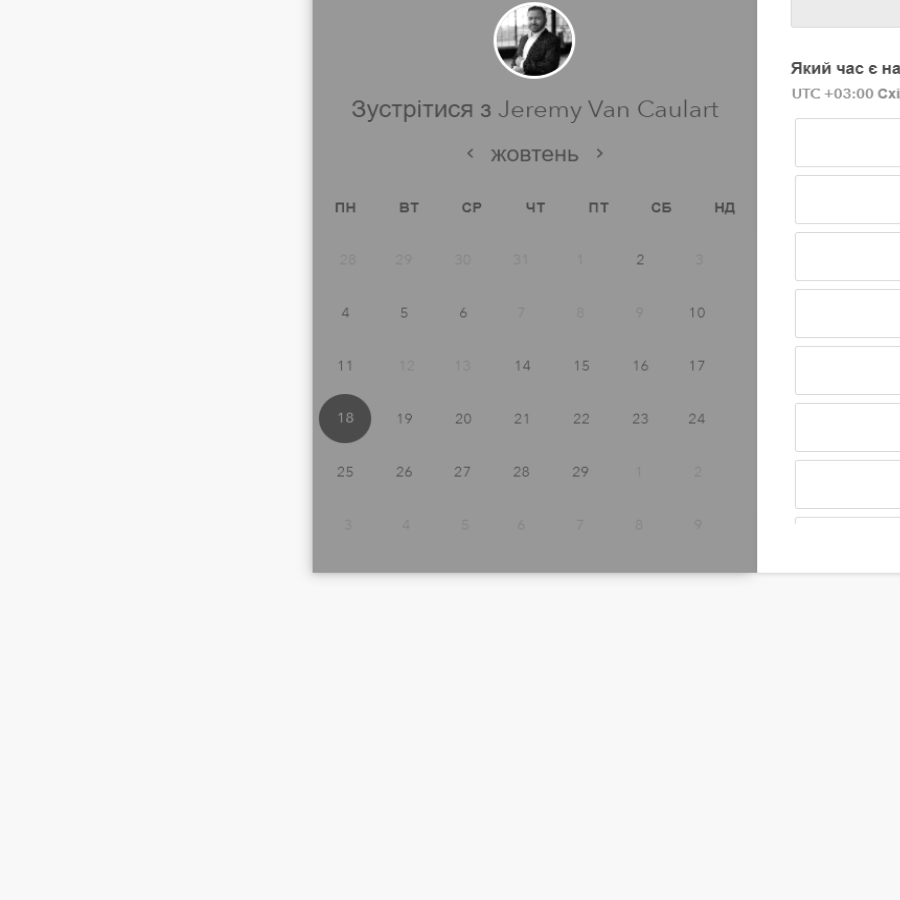 Зустрітися з Jeremy Van Caulart
жовтень
ПН ВТ СР ЧТ ПТ СБ НД
28 29 30 31 1 2 3
4 5 6 7 8 9 10
11 12 13 14 15 16 17
18 19 20 21 22 23 24
25 26 27 28 29 1 2
3 4 5 6 7 8 9
Який час є
UTC +03:00